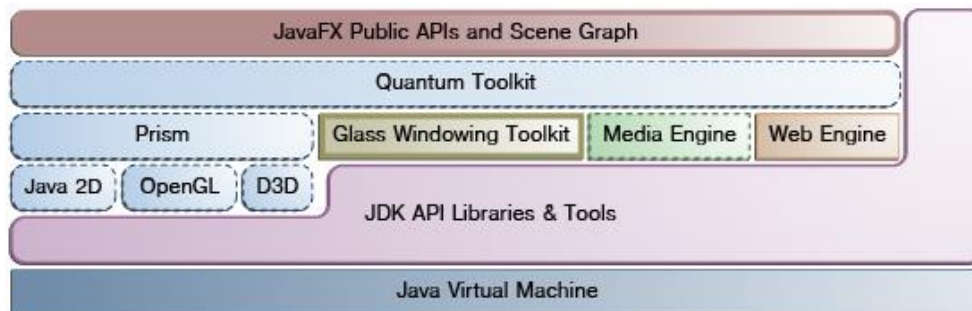 JavaFX Public APIs and Scene Graph
Quantum Toolkit
Prism
Glass Windowing Toolkit
Media Engine
Web Engine
Java 2D
OpenGL
D3D
JDK API Libraries & Tools
Java Virtual Machine